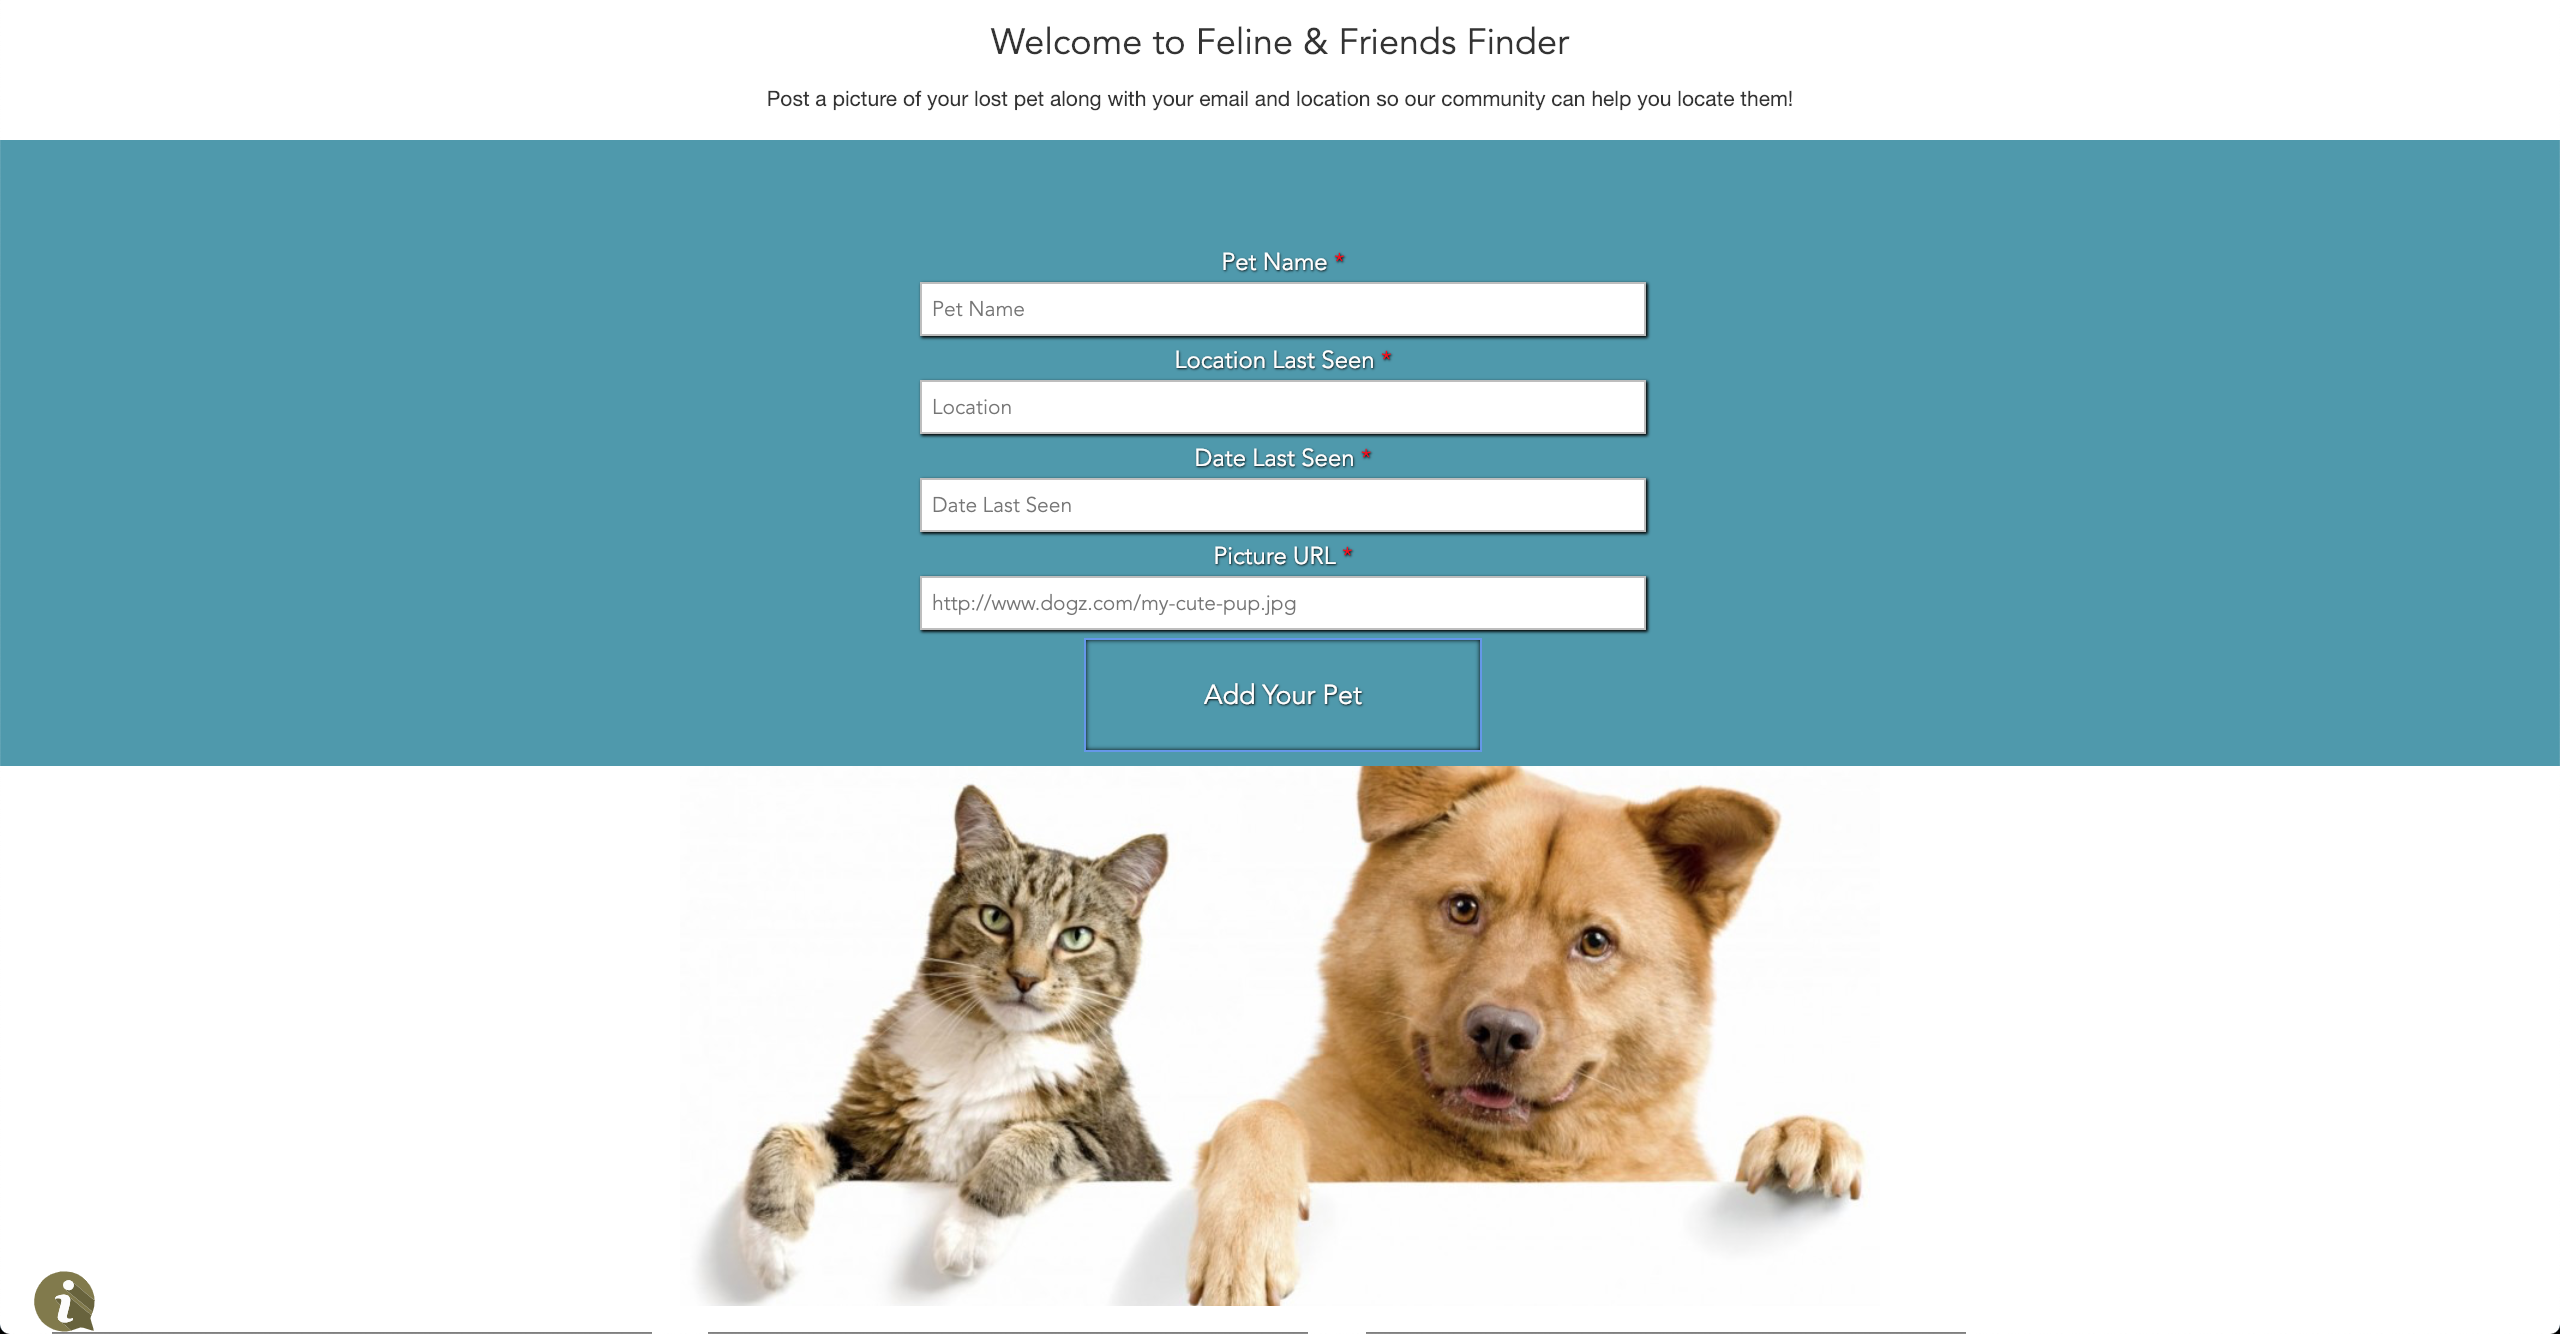 Welcome to Feline & Friends Finder
Post a picture of your lost pet along with your email and location so our community can help you locate them!
Pet Name *
Pet Name
Location Last Seen *
Location
Date Last Seen *
Date Last Seen
Picture URL *
http://www.dogz.com/my-cute-pup.jpg
Add Your Pet
i